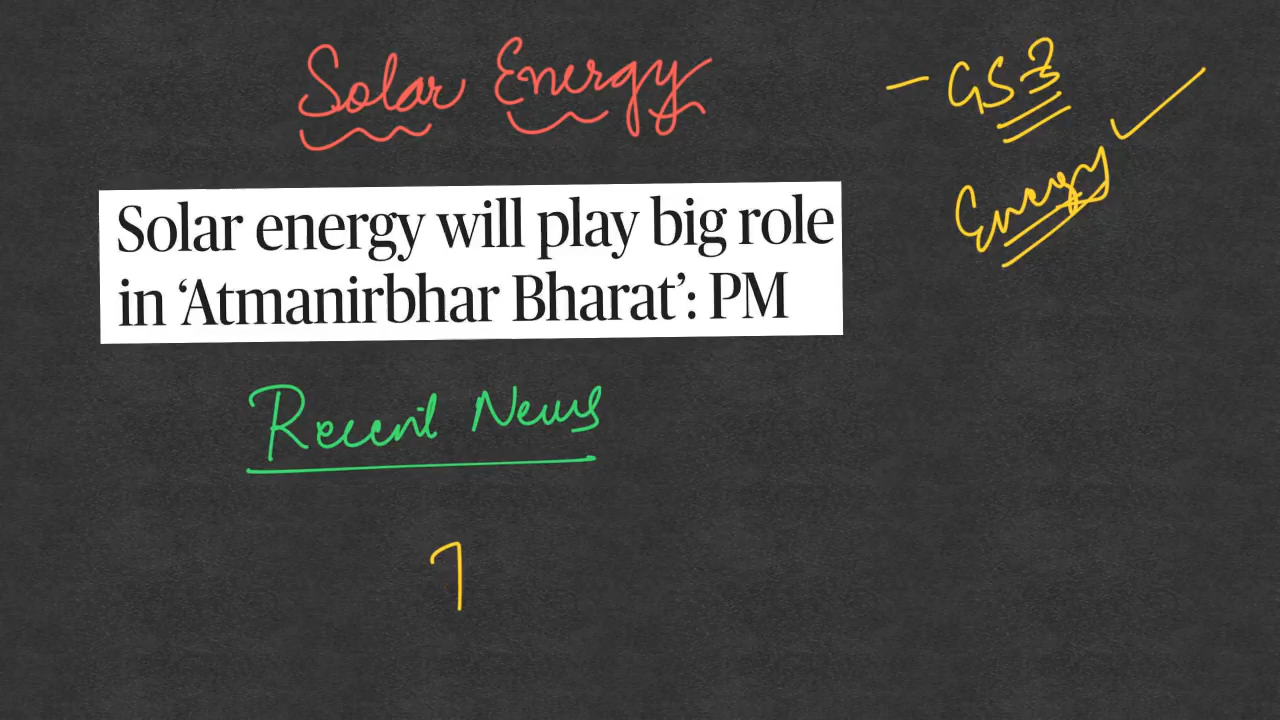 Solar Energy
- GS3
Energy
Solar energy will play big role
in ‘Atmanirbhar Bharat’: PM
Recent News